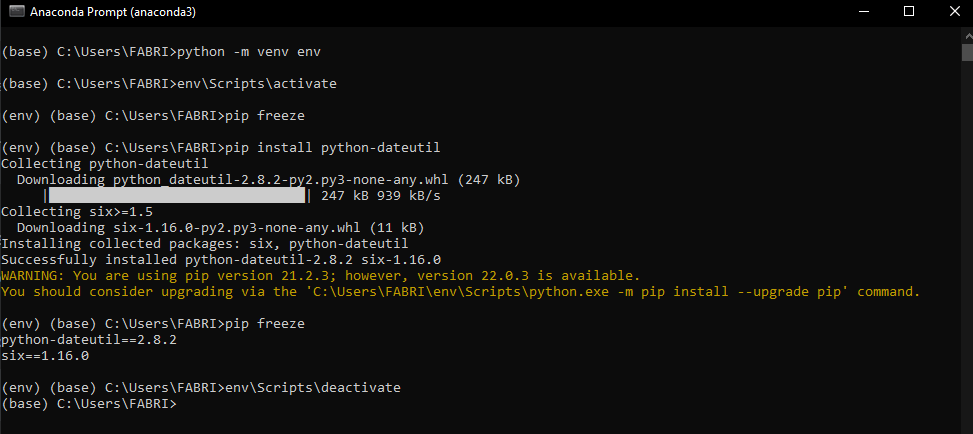 Anaconda Prompt (anaconda3)
(base) C:\Users\FABRI>python -m venv env
(base) C:\Users\FABRI>env\Scripts\activate
(env) (base) C:\Users\FABRI>pip freeze
(env) (base) C:\Users\FABRI>pip install python-dateutil
Collecting python-dateutil
  Downloading python_dateutil-2.8.2-py2.py3-none-any.whl (247 kB)
     |████████████████████████████████| 247 kB 939 kB/s
Collecting six>=1.5
  Downloading six-1.16.0-py2.py3-none-any.whl (11 kB)
Installing collected packages: six, python-dateutil
Successfully installed python-dateutil-2.8.2 six-1.16.0
WARNING: You are using pip version 21.2.3; however, version 22.0.3 is available.
You should consider upgrading via the 'C:\Users\FABRI\env\Scripts\python.exe -m pip install --upgrade pip' command.
(env) (base) C:\Users\FABRI>pip freeze
python-dateutil==2.8.2
six==1.16.0
(env) (base) C:\Users\FABRI>env\Scripts\deactivate
(base) C:\Users\FABRI>